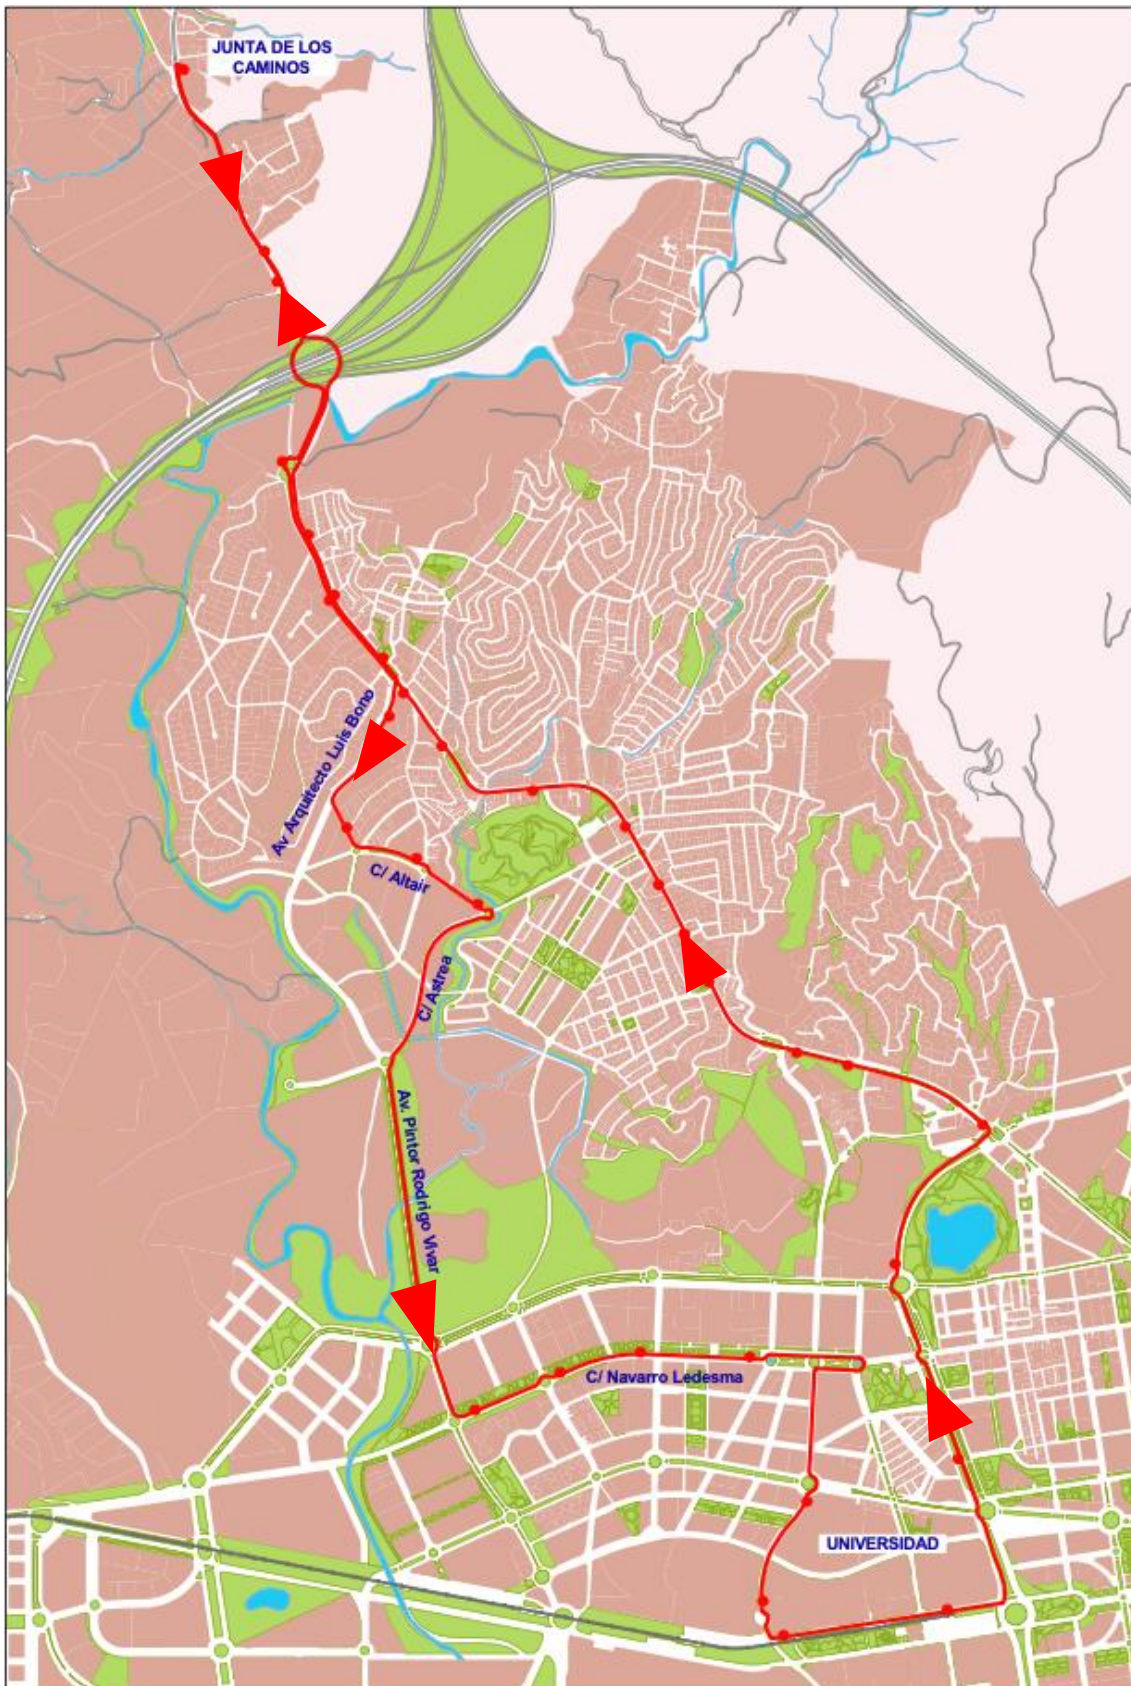 JUNTA DE LOS
CAMINOS
Av Arquitecto Luis Bono
C/ Altair
C/ Astrea
Av. Pintor Rodrigo Vivar
C/ Navarro Ledesma
UNIVERSIDAD